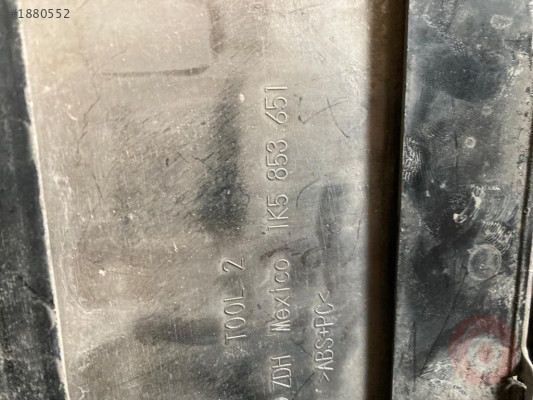 #1880552
TOOL 2
ZDH Mexico 1K5 853 651
>ABS+PC<